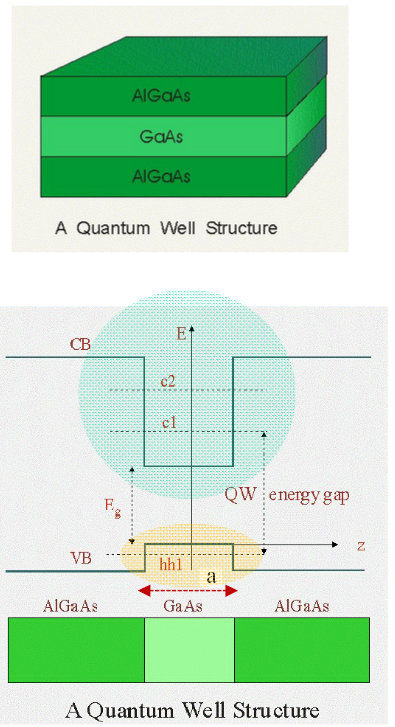 AlGaAs
GaAs
AlGaAs
A Quantum Well Structure
E
CB
c2
c1
QW energy gap
Eg
z
VB
hh1
a
AlGaAs GaAs AlGaAs
A Quantum Well Structure